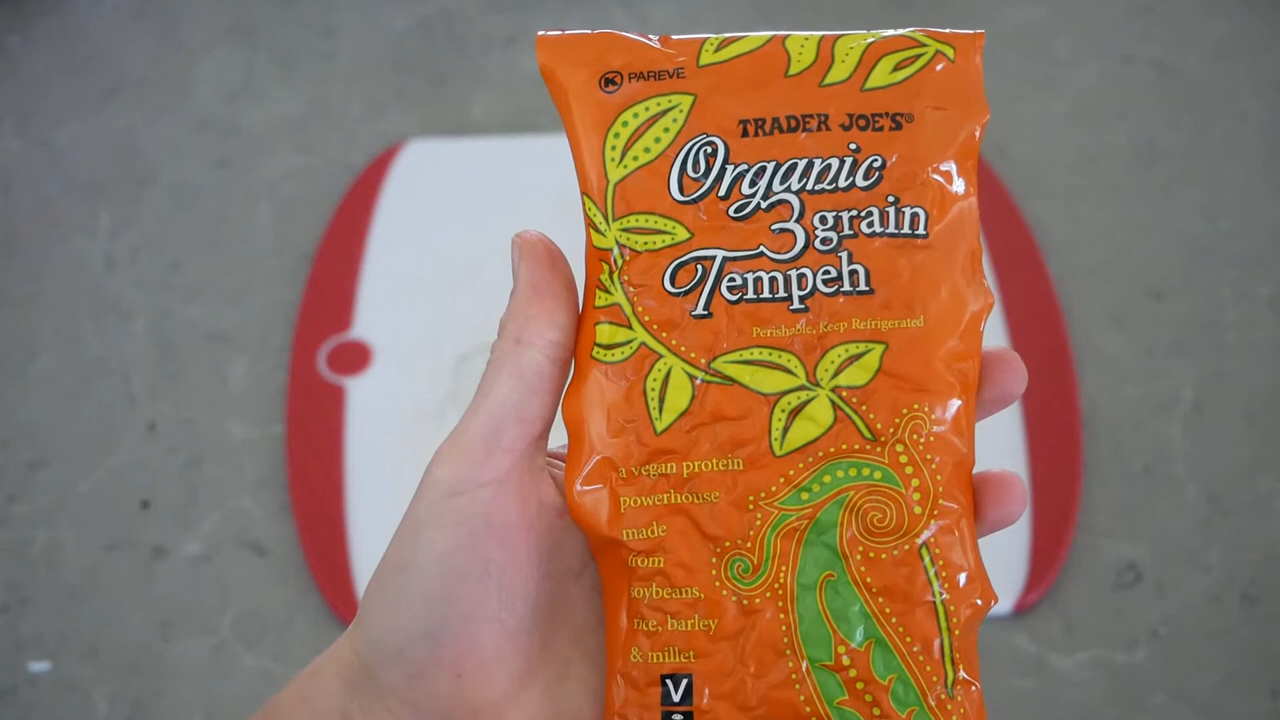 K PAREVE
TRADER JOE'S®
Organic
3 grain
Tempeh
Perishable, Keep Refrigerated
a vegan protein
powerhouse
made
from
soybeans,
rice, barley
& millet
V